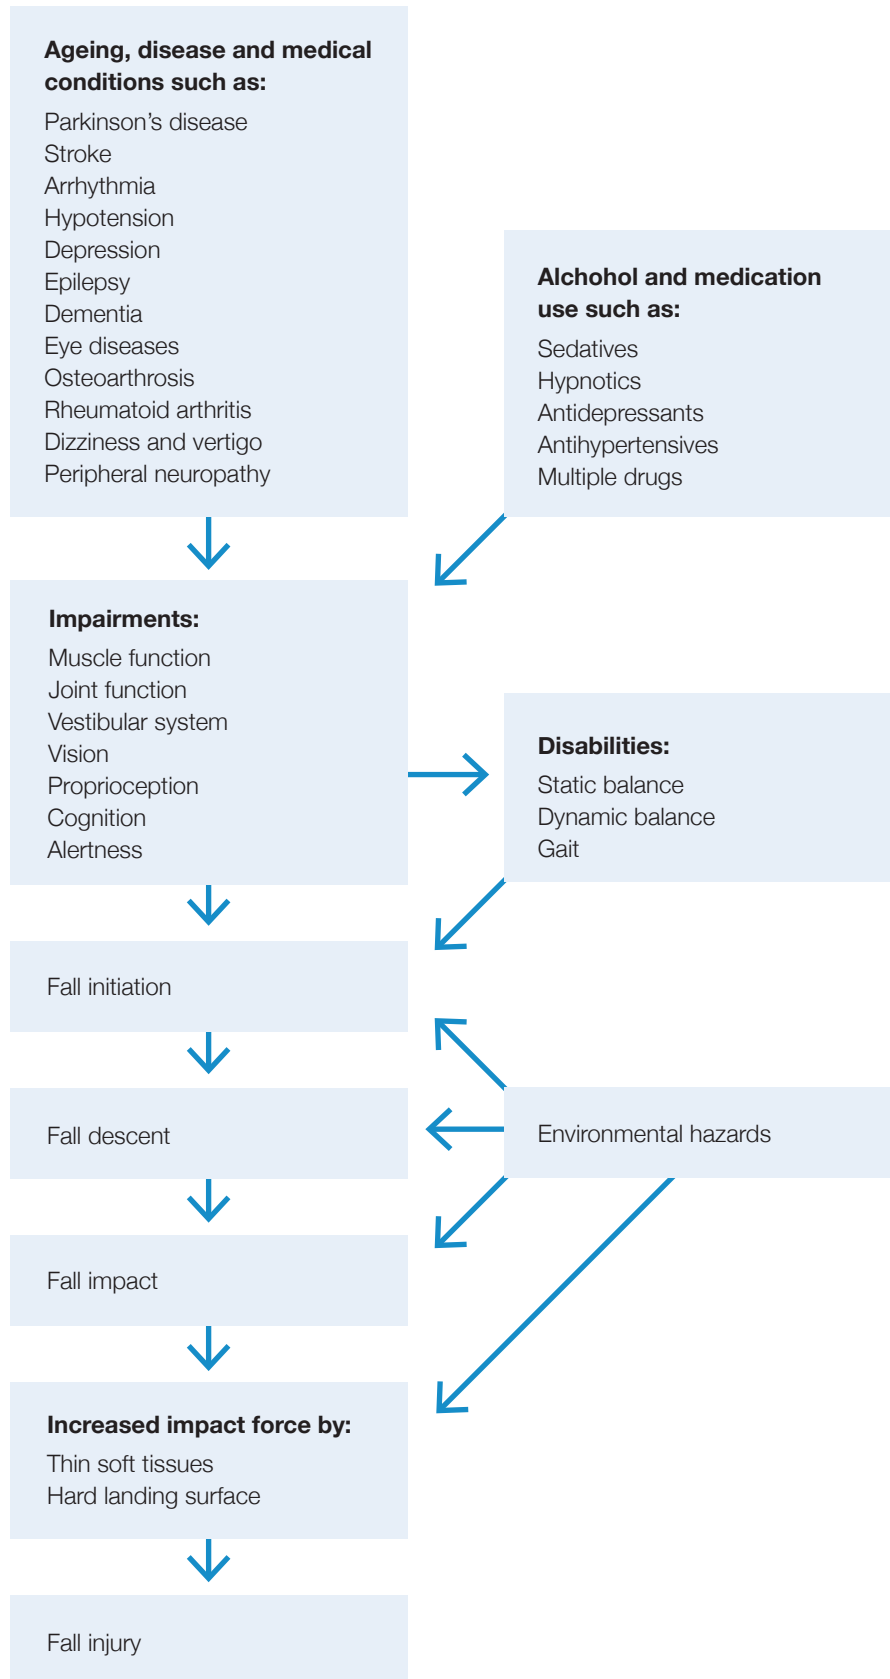 Ageing, disease and medical
conditions such as:
Parkinson’s disease
Stroke
Arrhythmia
Hypotension
Depression
Epilepsy
Dementia
Eye diseases
Osteoarthrosis
Rheumatoid arthritis
Dizziness and vertigo
Peripheral neuropathy
Alchohol and medication
use such as:
Sedatives
Hypnotics
Antidepressants
Antihypertensives
Multiple drugs
Impairments:
Muscle function
Joint function
Vestibular system
Vision
Proprioception
Cognition
Alertness
Disabilities:
Static balance
Dynamic balance
Gait
Fall initiation
Fall descent
Environmental hazards
Fall impact
Increased impact force by:
Thin soft tissues
Hard landing surface
Fall injury